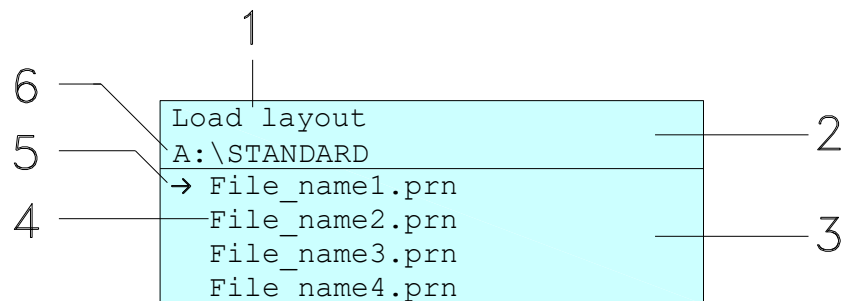 1
6
Load layout
2
A:\STANDARD
5
→ File_name1.prn
4
File_name2.prn
3
File_name3.prn
File_name4.prn